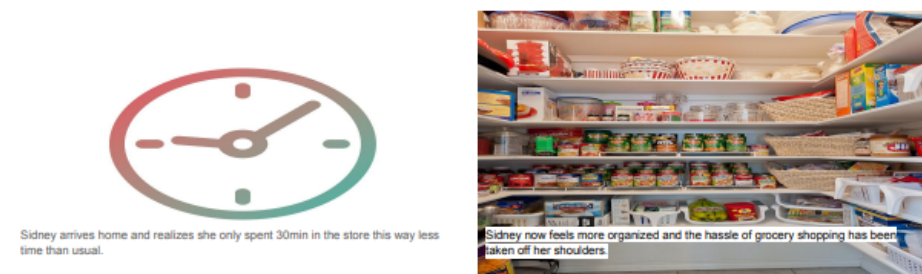 Sidney arrives home and realizes she only spent 30min in the store this way less
time than usual.
Sidney now feels more organized and the hassle of grocery shopping has been
taken off her shoulders.